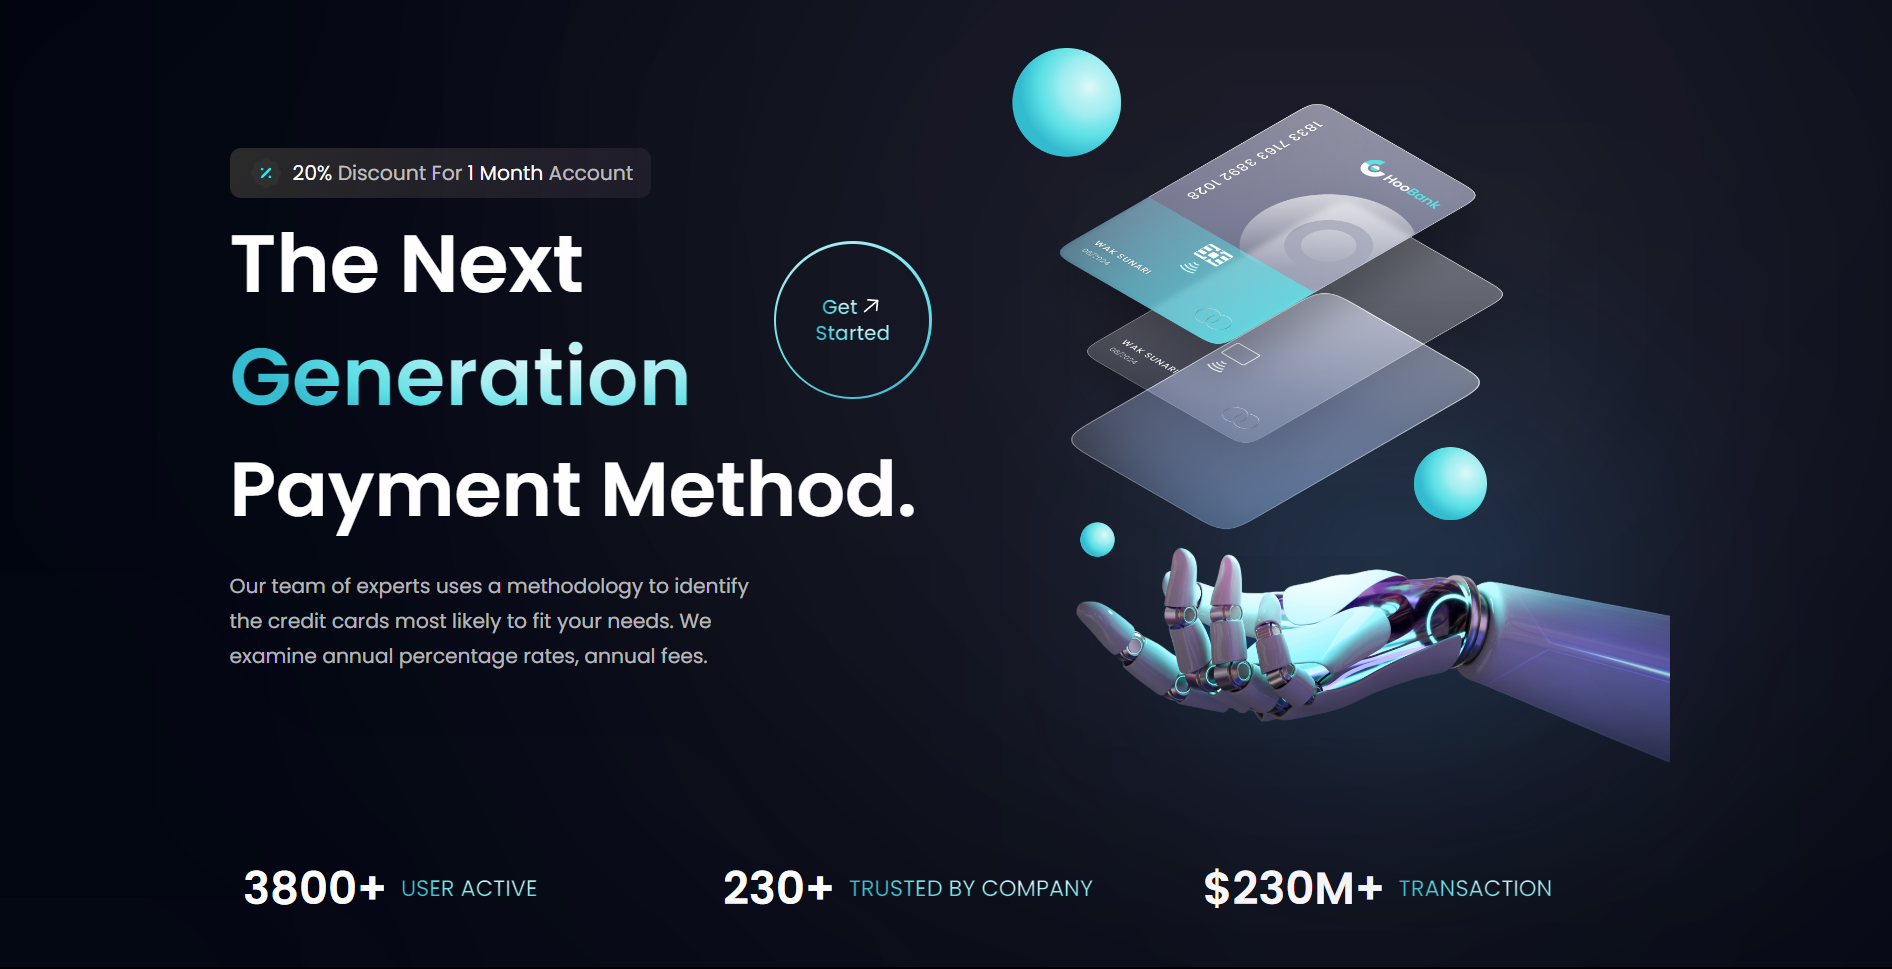 20% Discount For 1 Month Account
The Next
Generation
Payment Method.
Get
Started
Our team of experts uses a methodology to identify
the credit cards most likely to fit your needs. We
examine annual percentage rates, annual fees.
1833 7163 3892 1028
HooBank
WAK SUNARI
06/2024
WAK SUNARI
06/2024
3800+ USER ACTIVE
230+ TRUSTED BY COMPANY
$230M+ TRANSACTION